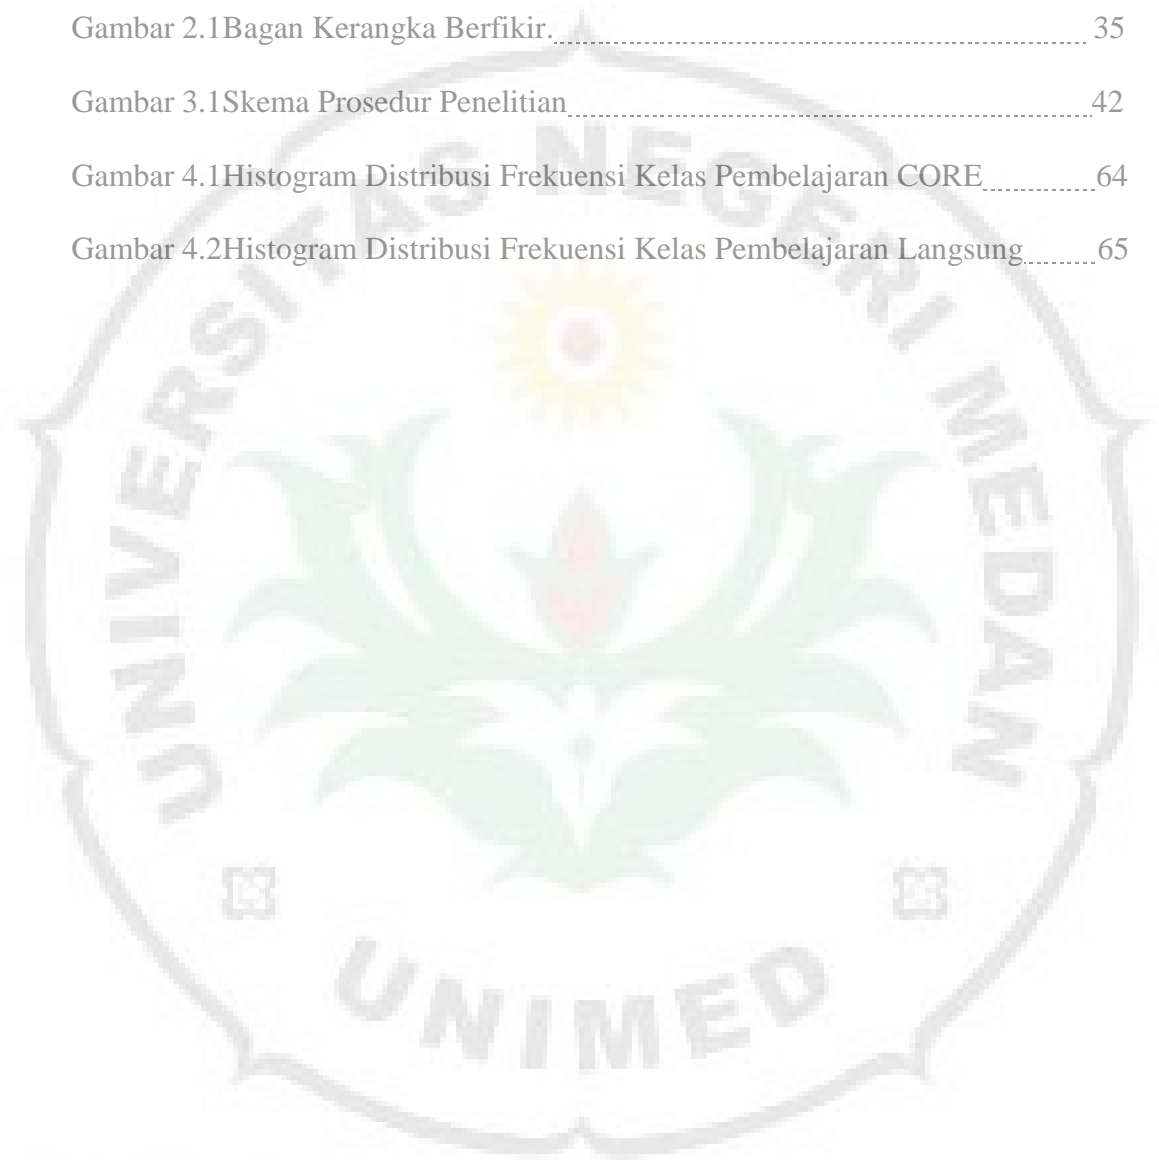 Gambar 2.1Bagan Kerangka Berfikir. 35
Gambar 3.1Skema Prosedur Penelitian 42
Gambar 4.1Histogram Distribusi Frekuensi Kelas Pembelajaran CORE 64
Gambar 4.2Histogram Distribusi Frekuensi Kelas Pembelajaran Langsung 65
UNIVERSITAS NEGERI MEDAN
UNIMED